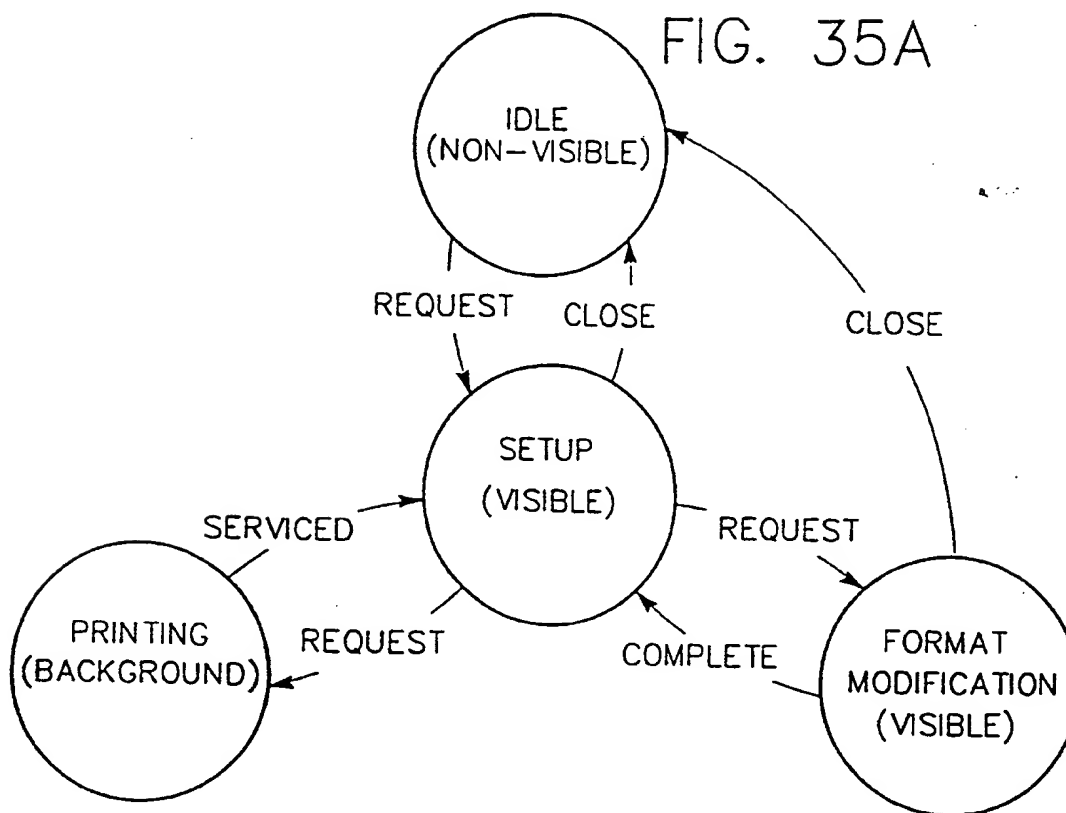 FIG. 35A
IDLE
(NON-VISIBLE)
REQUEST
CLOSE
CLOSE
SETUP
(VISIBLE)
SERVICED
REQUEST
PRINTING
(BACKGROUND)
REQUEST
COMPLETE
FORMAT
MODIFICATION
(VISIBLE)